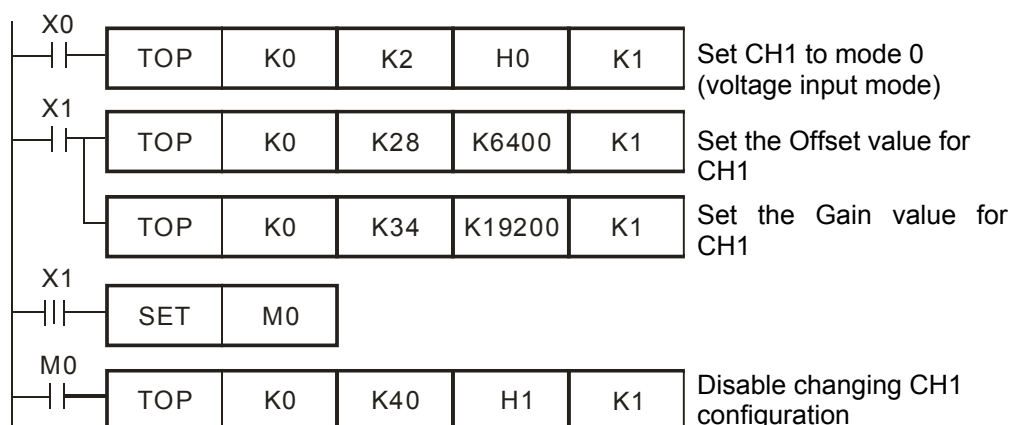 X0
TOP K0 K2 H0 K1 Set CH1 to mode 0
(voltage input mode)
X1
TOP K0 K28 K6400 K1 Set the Offset value for
CH1
TOP K0 K34 K19200 K1 Set the Gain value for
CH1
X1
SET M0
M0
TOP K0 K40 H1 K1 Disable changing CH1
configuration